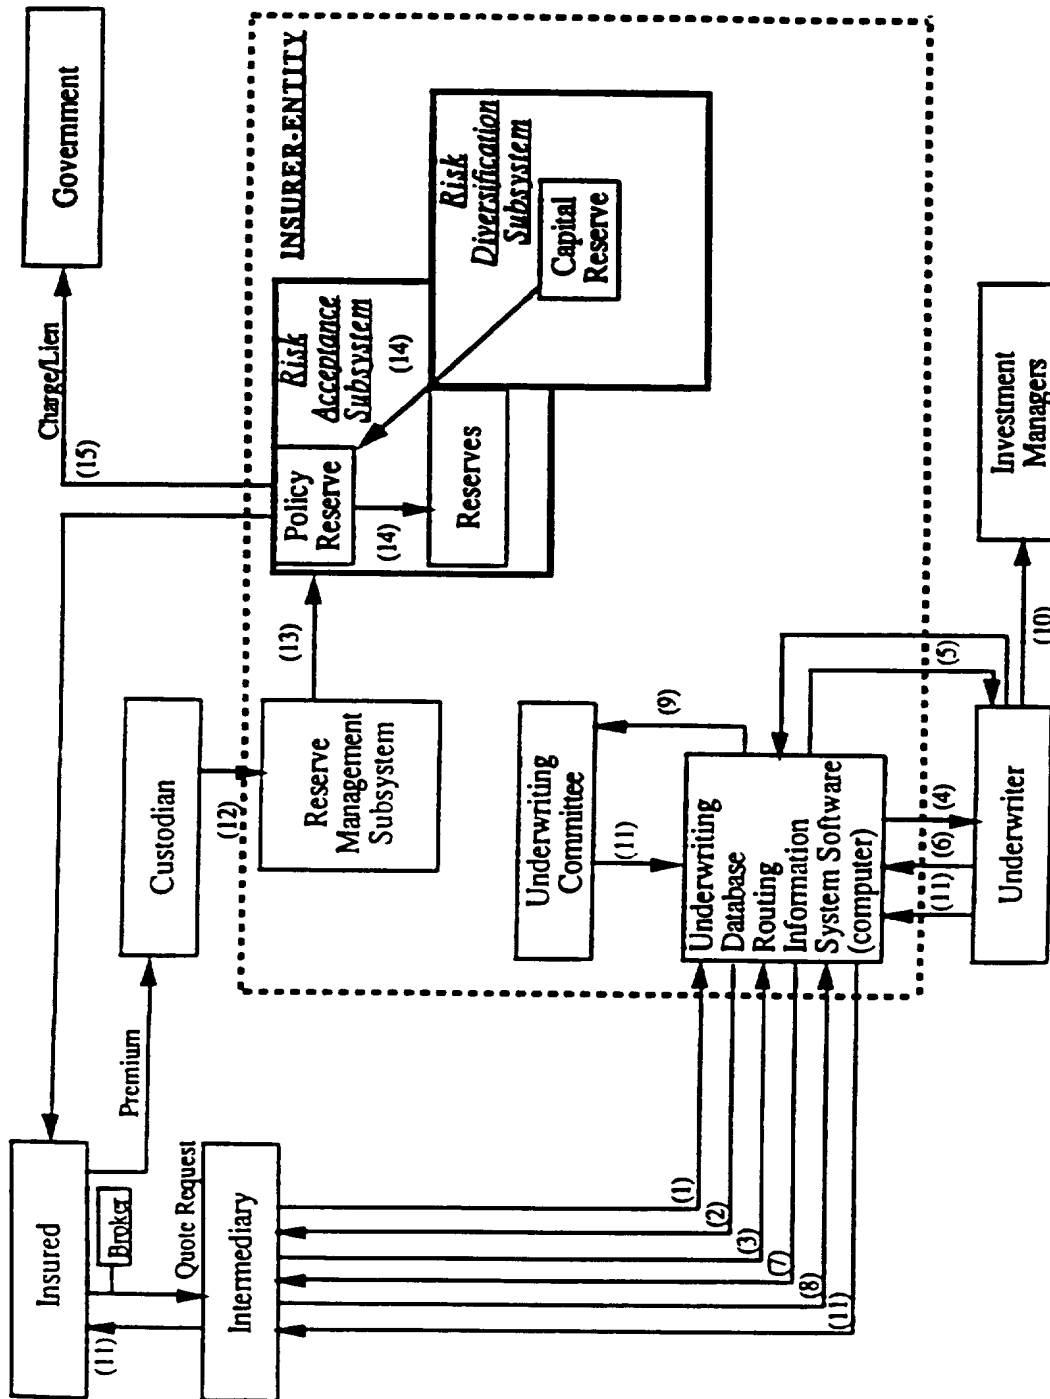 Insured
Broker
Quote Request
Intermediary
(11)
Premium
Custodian
(12)
Reserve
Management
Subsystem
(13)
Charge/Lien
(15)
Government
INSURER-ENTITY
Risk
Acceptance
Subsystem
(14)
Policy
Reserve
(14)
Reserves
Risk
Diversification
Subsystem
Capital
Reserve
Underwriting
Committee
(9)
(11)
Underwriting
Database
Routing
Information
System Software
(computer)
(1)
(2)
(3)
(7)
(8)
(11)
(4)
(6)
(11)
(5)
Underwriter
(10)
Investment
Managers